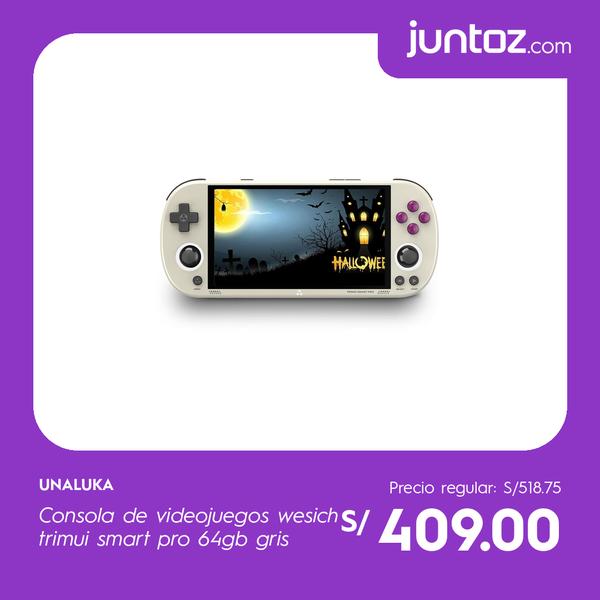 juntoz.com
HALLOWEE
UNALUKA
Precio regular: S/518.75
Consola de videojuegos wesich
trimui smart pro 64gb gris
S/ 409.00